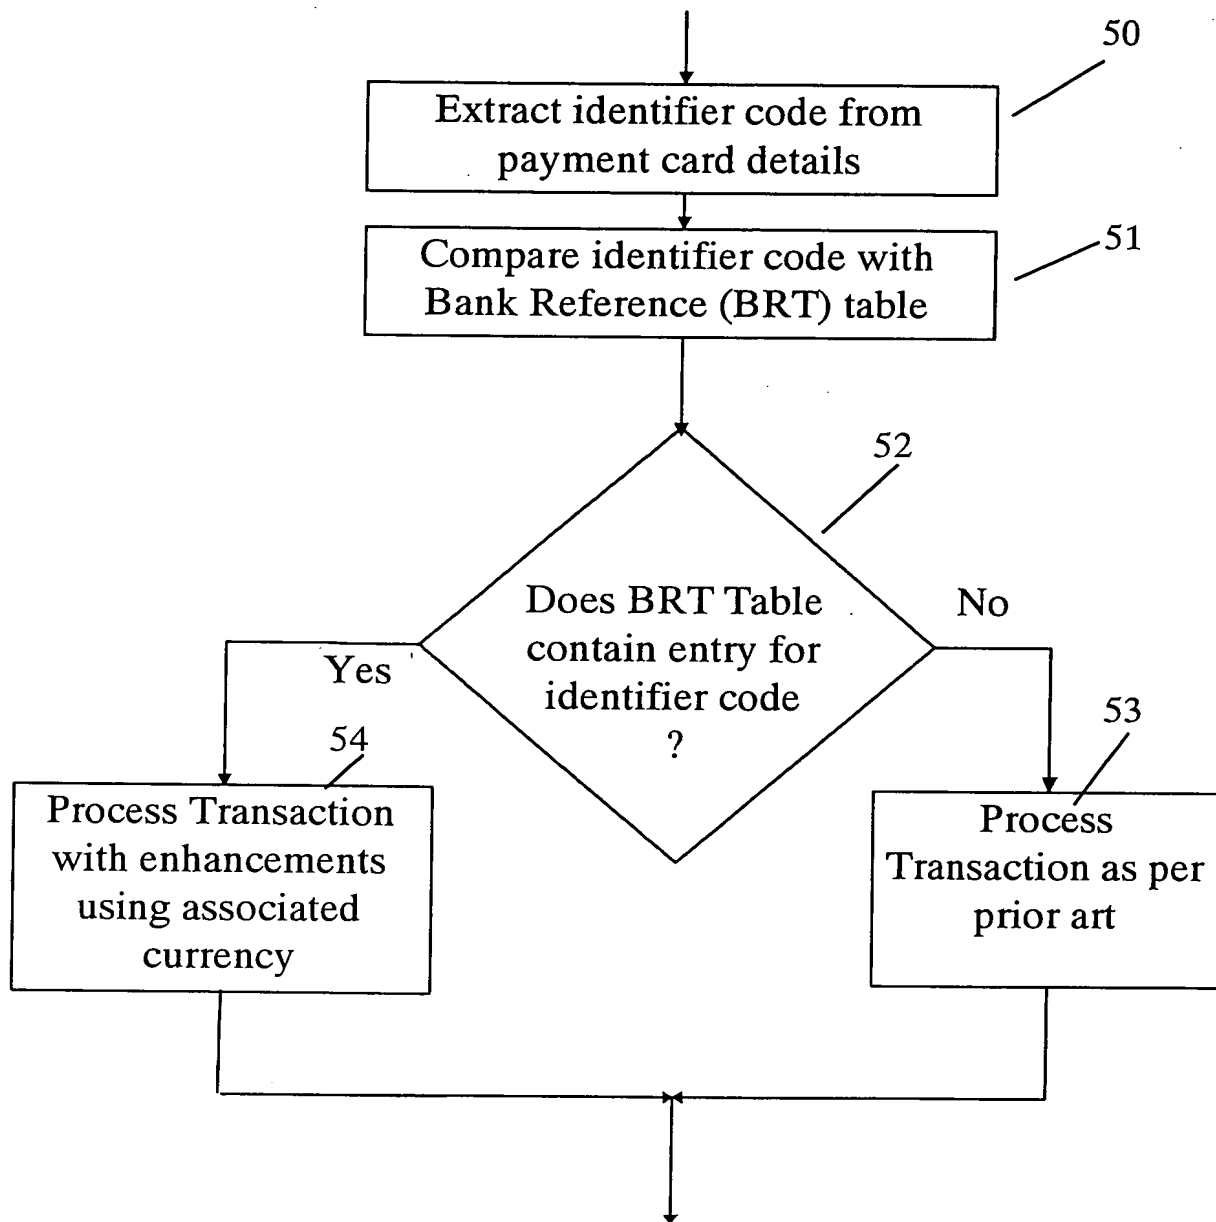 50
Extract identifier code from
payment card details
51
Compare identifier code with
Bank Reference (BRT) table
52
Does BRT Table
contain entry for
identifier code
?
No
Yes
54
Process Transaction
with enhancements
using associated
currency
53
Process
Transaction as per
prior art